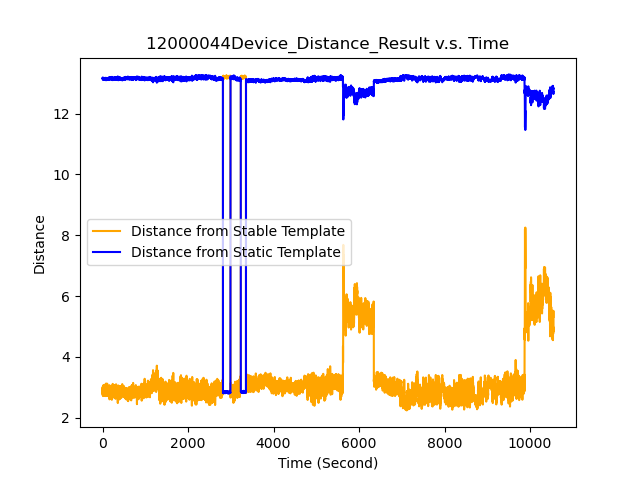 12000044Device_Distance_Result v.s. Time
Distance
12
10
8
6
4
2
Distance from Stable Template
Distance from Static Template
0
2000
4000
6000
8000
10000
Time (Second)